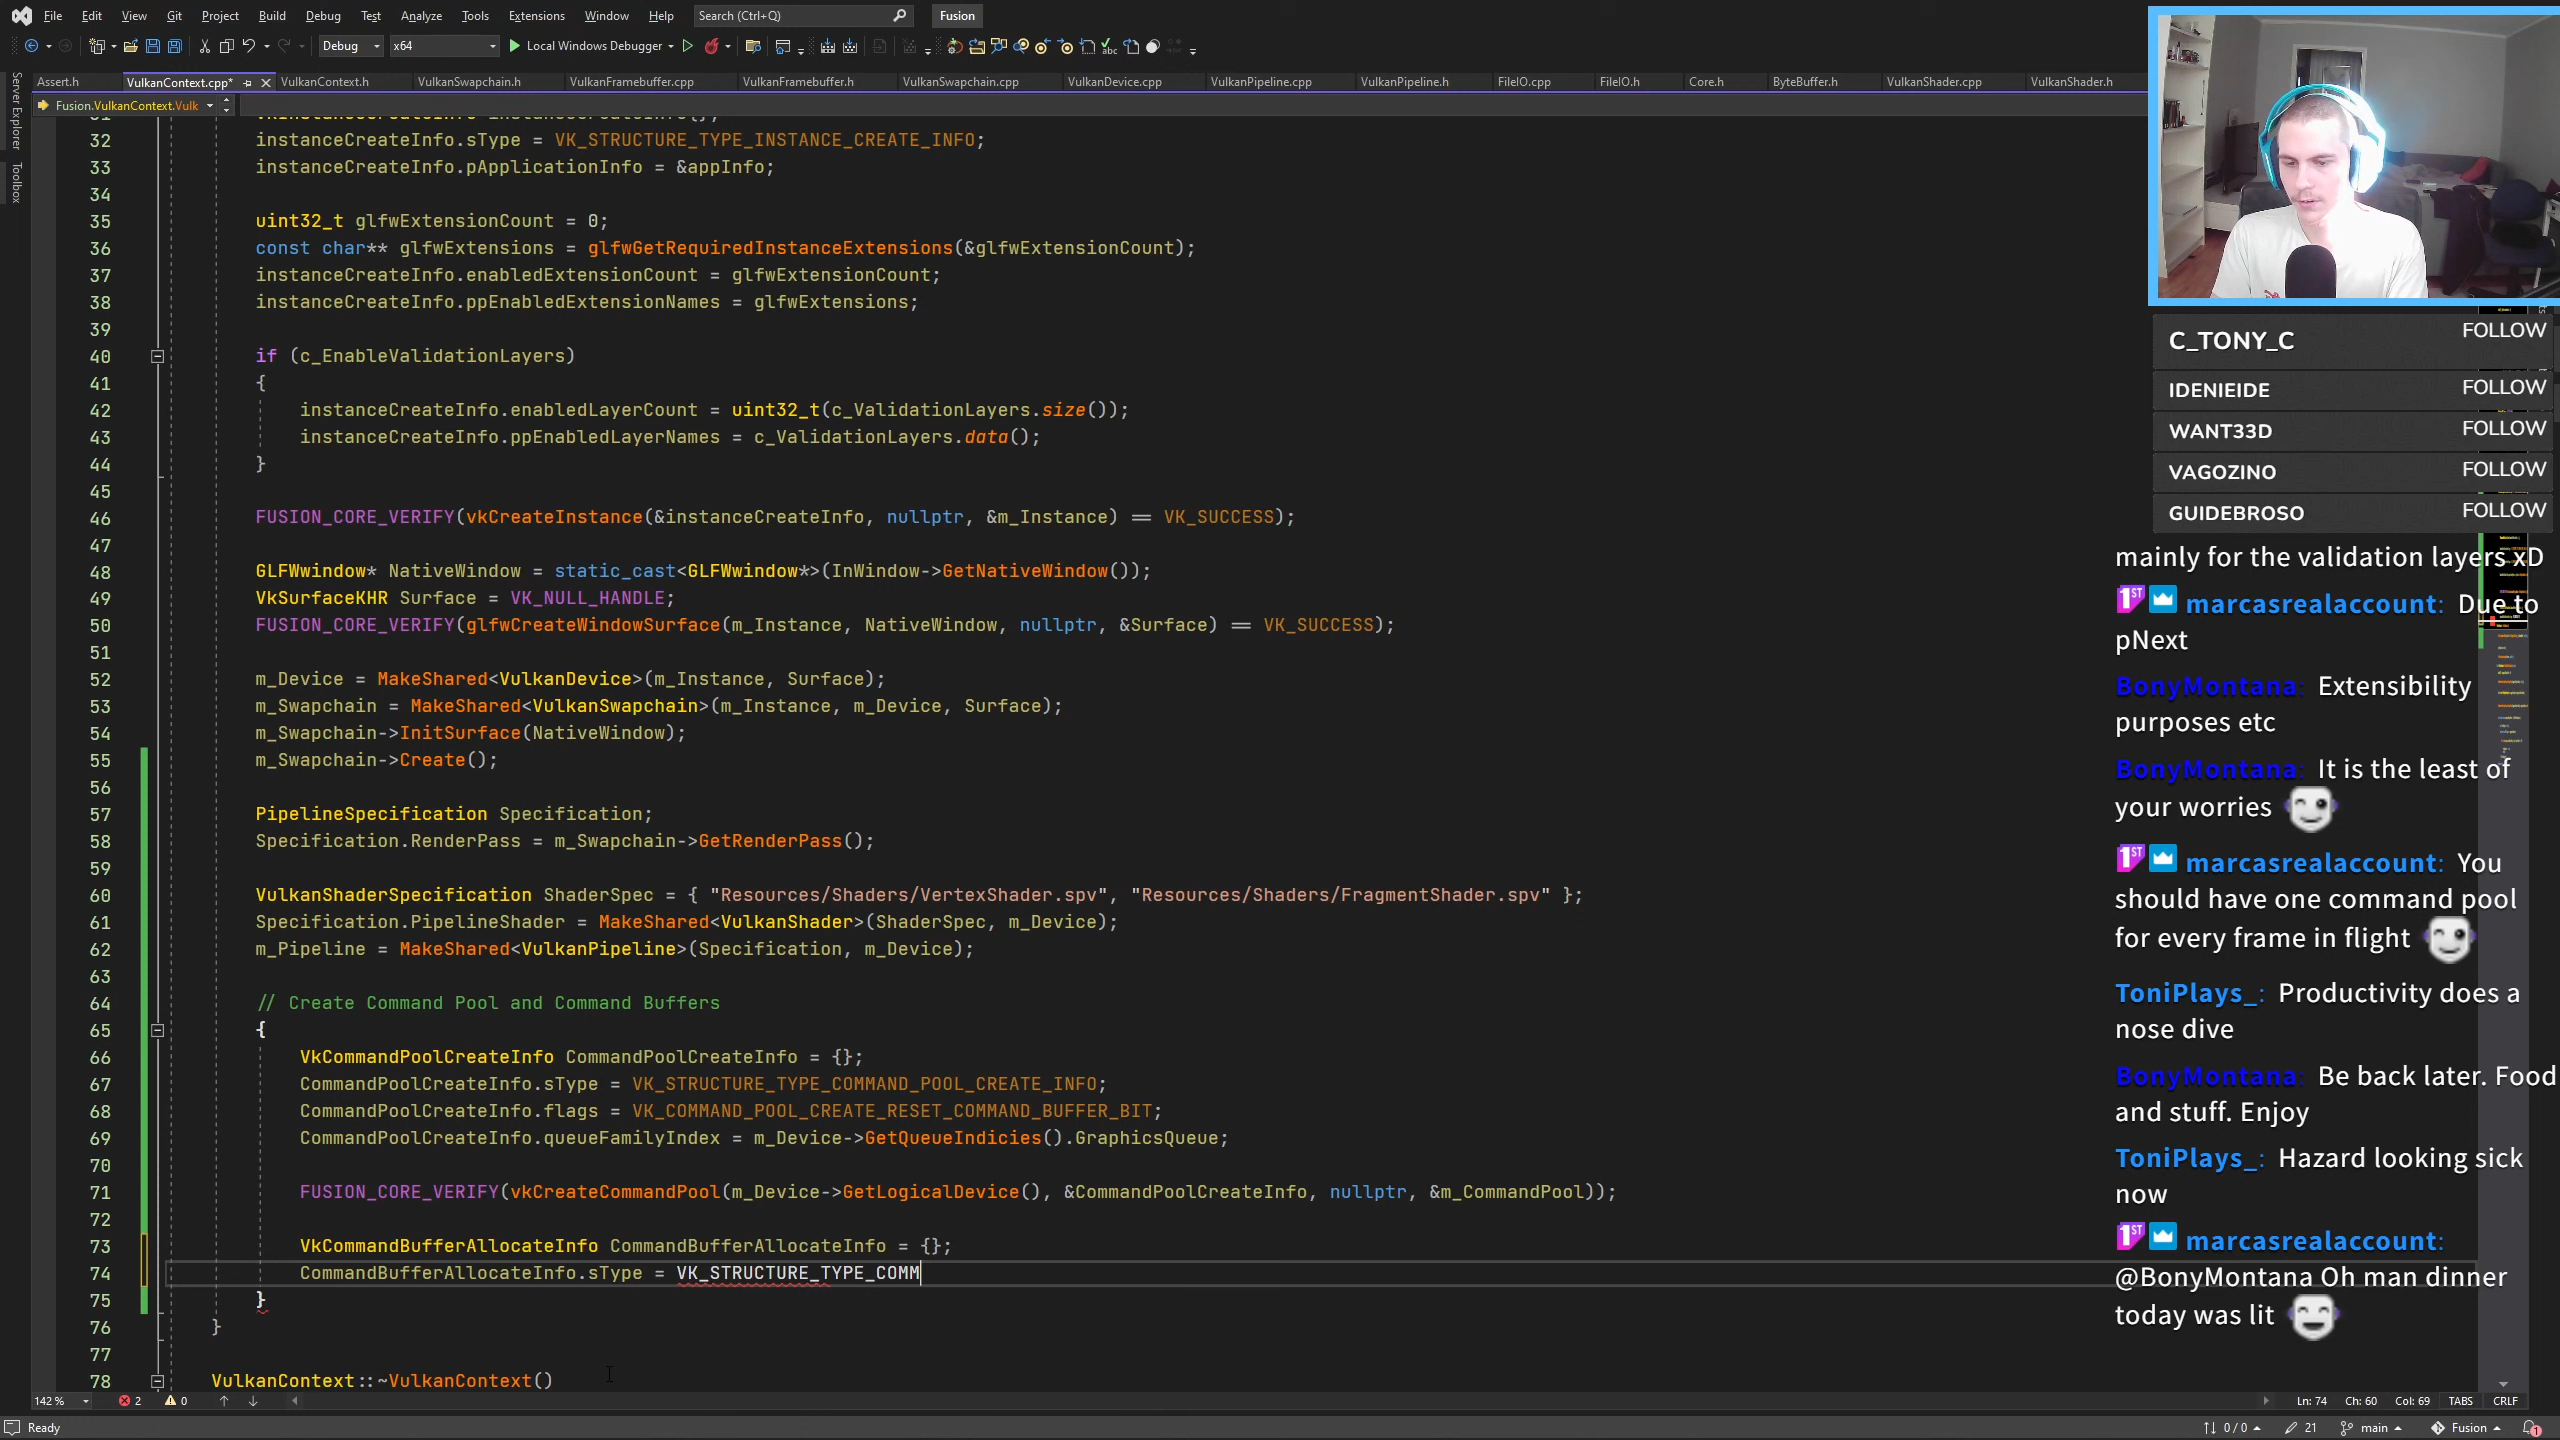 File Edit View Git Project Build Debug Test Analyze Tools Extensions Window Help Search (Ctrl+Q) Fusion
Debug x64 Local Windows Debugger
Assert.h VulkanContext.cpp* VulkanContext.h VulkanSwapchain.h VulkanFramebuffer.cpp VulkanFramebuffer.h VulkanSwapchain.cpp VulkanDevice.cpp VulkanPipeline.cpp VulkanPipeline.h FileIO.cpp FileIO.h Core.h ByteBuffer.h VulkanShader.cpp VulkanShader.h
Fusion.VulkanContext.Vulk
Server Explorer
Toolbox
32 instanceCreateInfo.sType = VK_STRUCTURE_TYPE_INSTANCE_CREATE_INFO;
33 instanceCreateInfo.pApplicationInfo = &appInfo;
34
35 uint32_t glfwExtensionCount = 0;
36 const char** glfwExtensions = glfwGetRequiredInstanceExtensions(&glfwExtensionCount);
37 instanceCreateInfo.enabledExtensionCount = glfwExtensionCount;
38 instanceCreateInfo.ppEnabledExtensionNames = glfwExtensions;
39
40 if (c_EnableValidationLayers)
41 {
42 instanceCreateInfo.enabledLayerCount = uint32_t(c_ValidationLayers.size());
43 instanceCreateInfo.ppEnabledLayerNames = c_ValidationLayers.data();
44 }
45
46 FUSION_CORE_VERIFY(vkCreateInstance(&instanceCreateInfo, nullptr, &m_Instance) == VK_SUCCESS);
47
48 GLFWwindow* NativeWindow = static_cast<GLFWwindow*>(InWindow->GetNativeWindow());
49 VkSurfaceKHR Surface = VK_NULL_HANDLE;
50 FUSION_CORE_VERIFY(glfwCreateWindowSurface(m_Instance, NativeWindow, nullptr, &Surface) == VK_SUCCESS);
51
52 m_Device = MakeShared<VulkanDevice>(m_Instance, Surface);
53 m_Swapchain = MakeShared<VulkanSwapchain>(m_Instance, m_Device, Surface);
54 m_Swapchain->InitSurface(NativeWindow);
55 m_Swapchain->Create();
56
57 PipelineSpecification Specification;
58 Specification.RenderPass = m_Swapchain->GetRenderPass();
59
60 VulkanShaderSpecification ShaderSpec = { "Resources/Shaders/VertexShader.spv", "Resources/Shaders/FragmentShader.spv" };
61 Specification.PipelineShader = MakeShared<VulkanShader>(ShaderSpec, m_Device);
62 m_Pipeline = MakeShared<VulkanPipeline>(Specification, m_Device);
63
64 // Create Command Pool and Command Buffers
65 {
66 VkCommandPoolCreateInfo CommandPoolCreateInfo = {};
67 CommandPoolCreateInfo.sType = VK_STRUCTURE_TYPE_COMMAND_POOL_CREATE_INFO;
68 CommandPoolCreateInfo.flags = VK_COMMAND_POOL_CREATE_RESET_COMMAND_BUFFER_BIT;
69 CommandPoolCreateInfo.queueFamilyIndex = m_Device->GetQueueIndicies().GraphicsQueue;
70
71 FUSION_CORE_VERIFY(vkCreateCommandPool(m_Device->GetLogicalDevice(), &CommandPoolCreateInfo, nullptr, &m_CommandPool));
72
73 VkCommandBufferAllocateInfo CommandBufferAllocateInfo = {};
74 CommandBufferAllocateInfo.sType = VK_STRUCTURE_TYPE_COMM
75 }
76 }
77
78 VulkanContext::~VulkanContext()
142 % 2 0 Ln: 74 Ch: 60 Col: 69 TABS CRLF
Ready 0 / 0 21 main Fusion 1
C_TONY_C FOLLOW
IDENIEIDE FOLLOW
WANT33D FOLLOW
VAGOZINO FOLLOW
GUIDEBROSO FOLLOW
mainly for the validation layers xD
1ST marcasrealaccount: Due to
pNext
BonyMontana: Extensibility
purposes etc
BonyMontana: It is the least of
your worries
1ST marcasrealaccount: You
should have one command pool
for every frame in flight
ToniPlays_: Productivity does a
nose dive
BonyMontana: Be back later. Food
and stuff. Enjoy
ToniPlays_: Hazard looking sick
now
1ST marcasrealaccount:
@BonyMontana Oh man dinner
today was lit